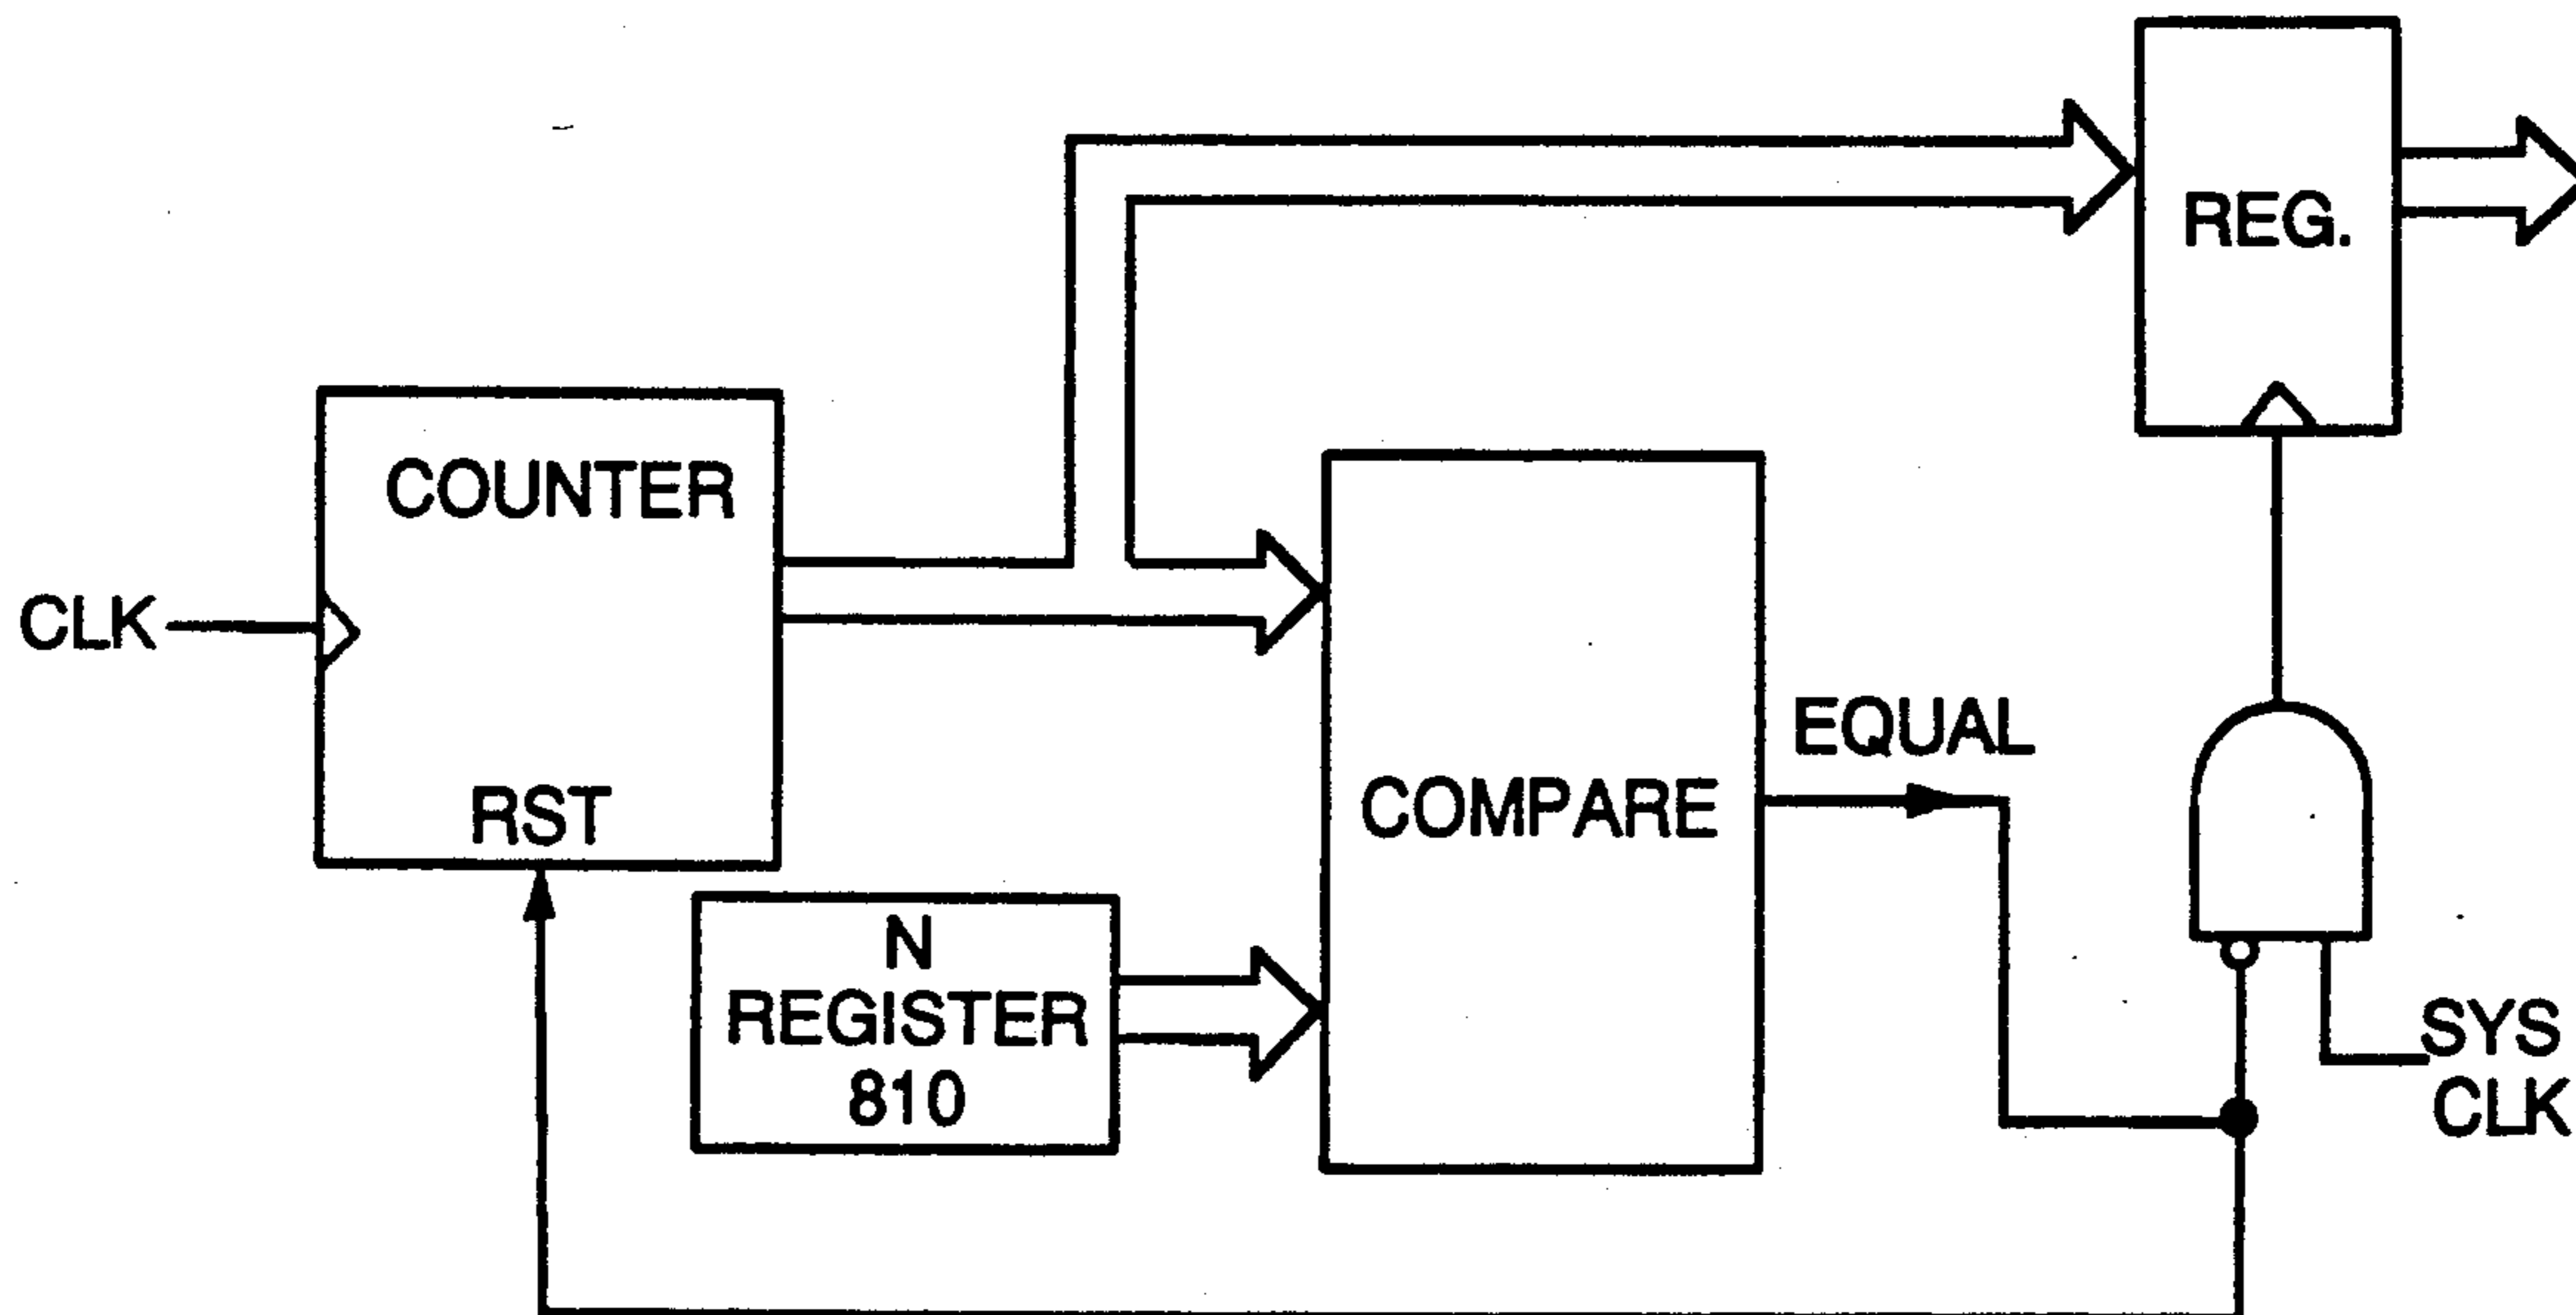 REG.
COUNTER
CLK
RST
EQUAL
COMPARE
N
REGISTER
810
SYS
CLK